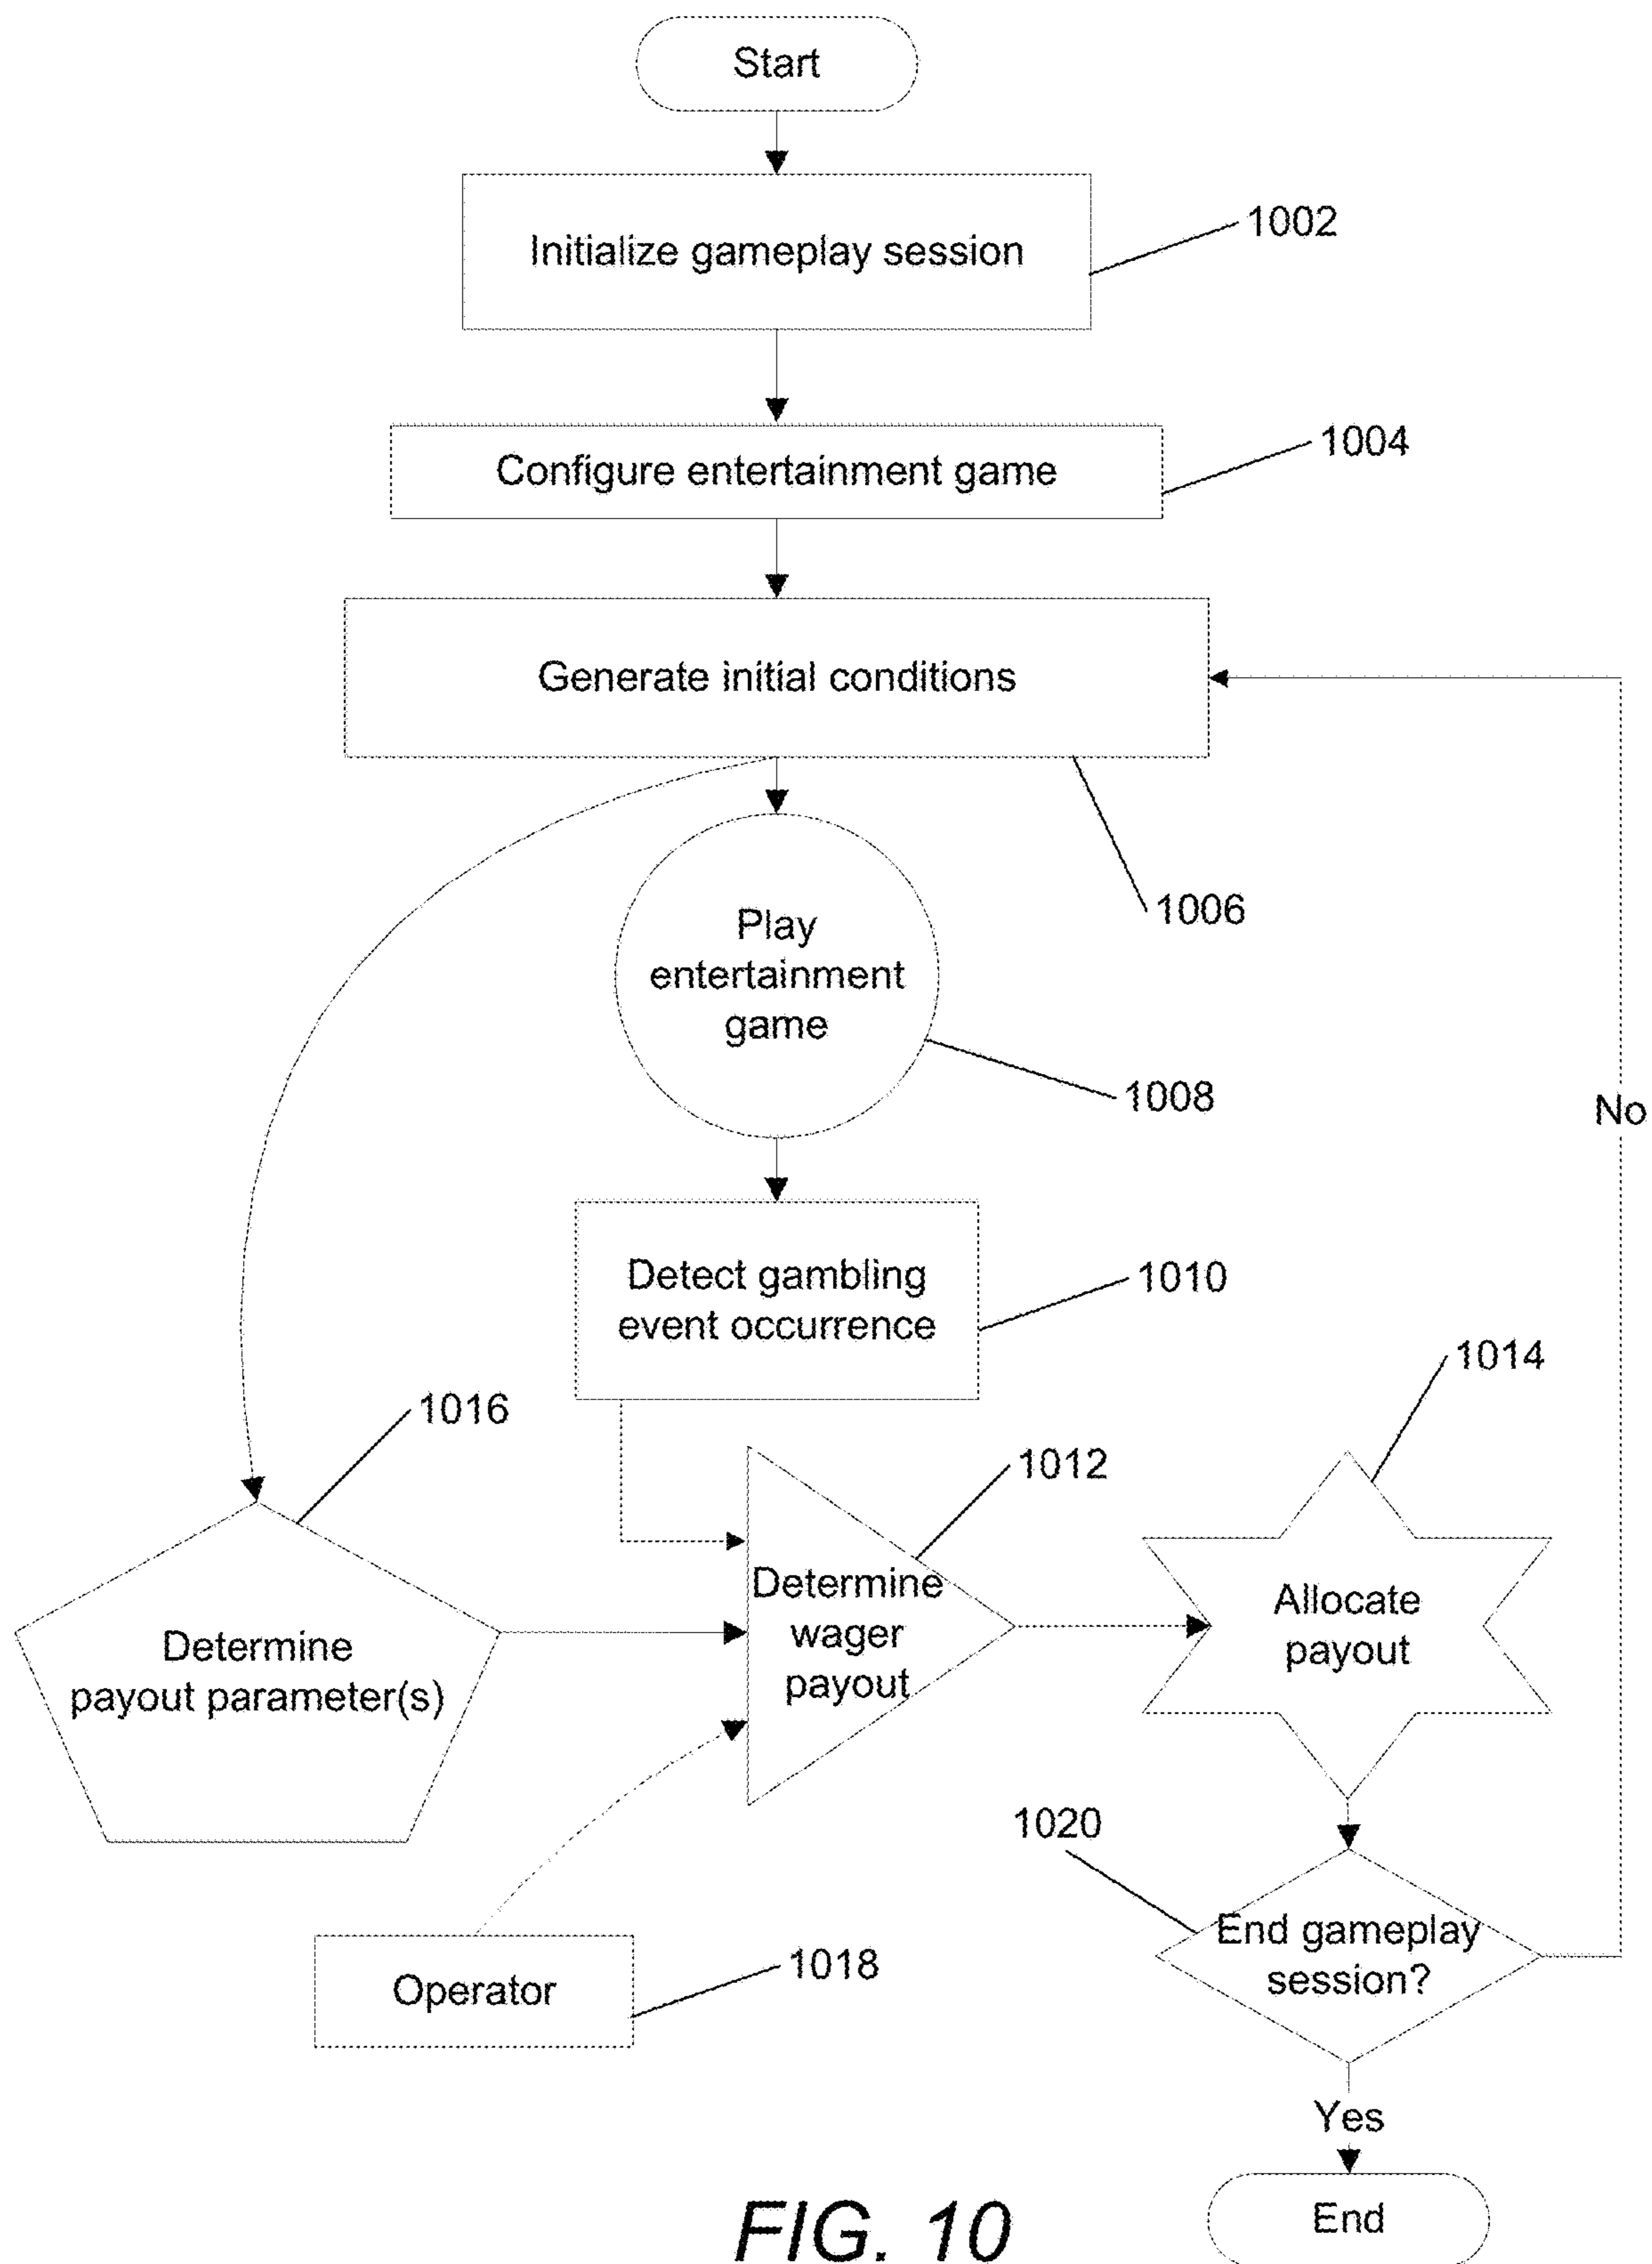 Start
Initialize gameplay session
1002
Configure entertainment game
1004
Generate initial conditions
1006
Play
entertainment
game
1008
No
Detect gambling
event occurrence
1010
1014
1016
1012
Determine
wager
payout
Allocate
payout
Determine
payout parameter(s)
1020
End gameplay
session?
Operator
1018
Yes
End
FIG. 10